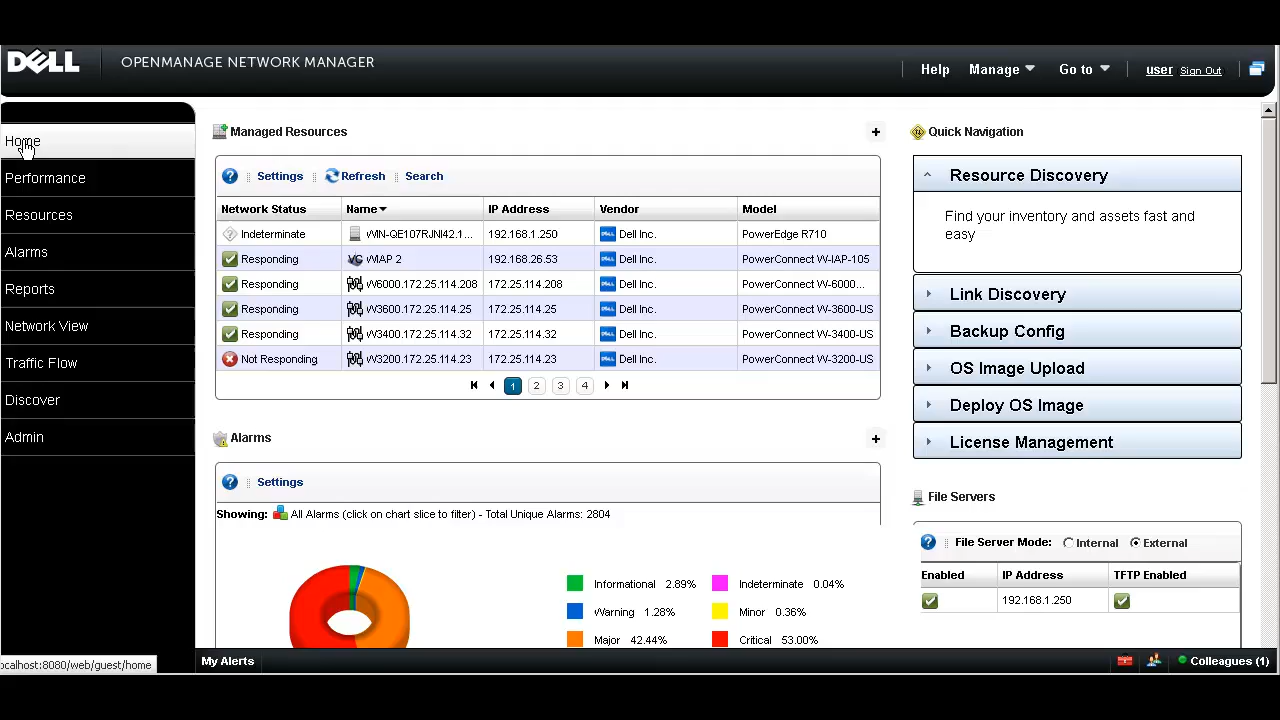 DELL
OPENMANAGE NETWORK MANAGER
Help Manage Go to user Sign Out
Home
Performance
Resources
Alarms
Reports
Network View
Traffic Flow
Discover
Admin
Managed Resources
Settings Refresh Search
Network Status Name IP Address Vendor Model
Indeterminate WIN-QE107RJNI42.1... 192.168.1.250 Dell Inc. PowerEdge R710
Responding WIAP 2 192.168.26.53 Dell Inc. PowerConnect W-IAP-105
Responding W6000.172.25.114.208 172.25.114.208 Dell Inc. PowerConnect W-6000...
Responding W3600.172.25.114.25 172.25.114.25 Dell Inc. PowerConnect W-3600-US
Responding W3400.172.25.114.32 172.25.114.32 Dell Inc. PowerConnect W-3400-US
Not Responding W3200.172.25.114.23 172.25.114.23 Dell Inc. PowerConnect W-3200-US
1 2 3 4
Alarms
Settings
Showing: All Alarms (click on chart slice to filter) - Total Unique Alarms: 2804
Informational 2.89% Indeterminate 0.04%
Warning 1.28% Minor 0.36%
Major 42.44% Critical 53.00%
Quick Navigation
Resource Discovery
Find your inventory and assets fast and
easy
Link Discovery
Backup Config
OS Image Upload
Deploy OS Image
License Management
File Servers
File Server Mode: Internal External
Enabled IP Address TFTP Enabled
192.168.1.250
ocalhost:8080/web/guest/home
My Alerts
Colleagues (1)